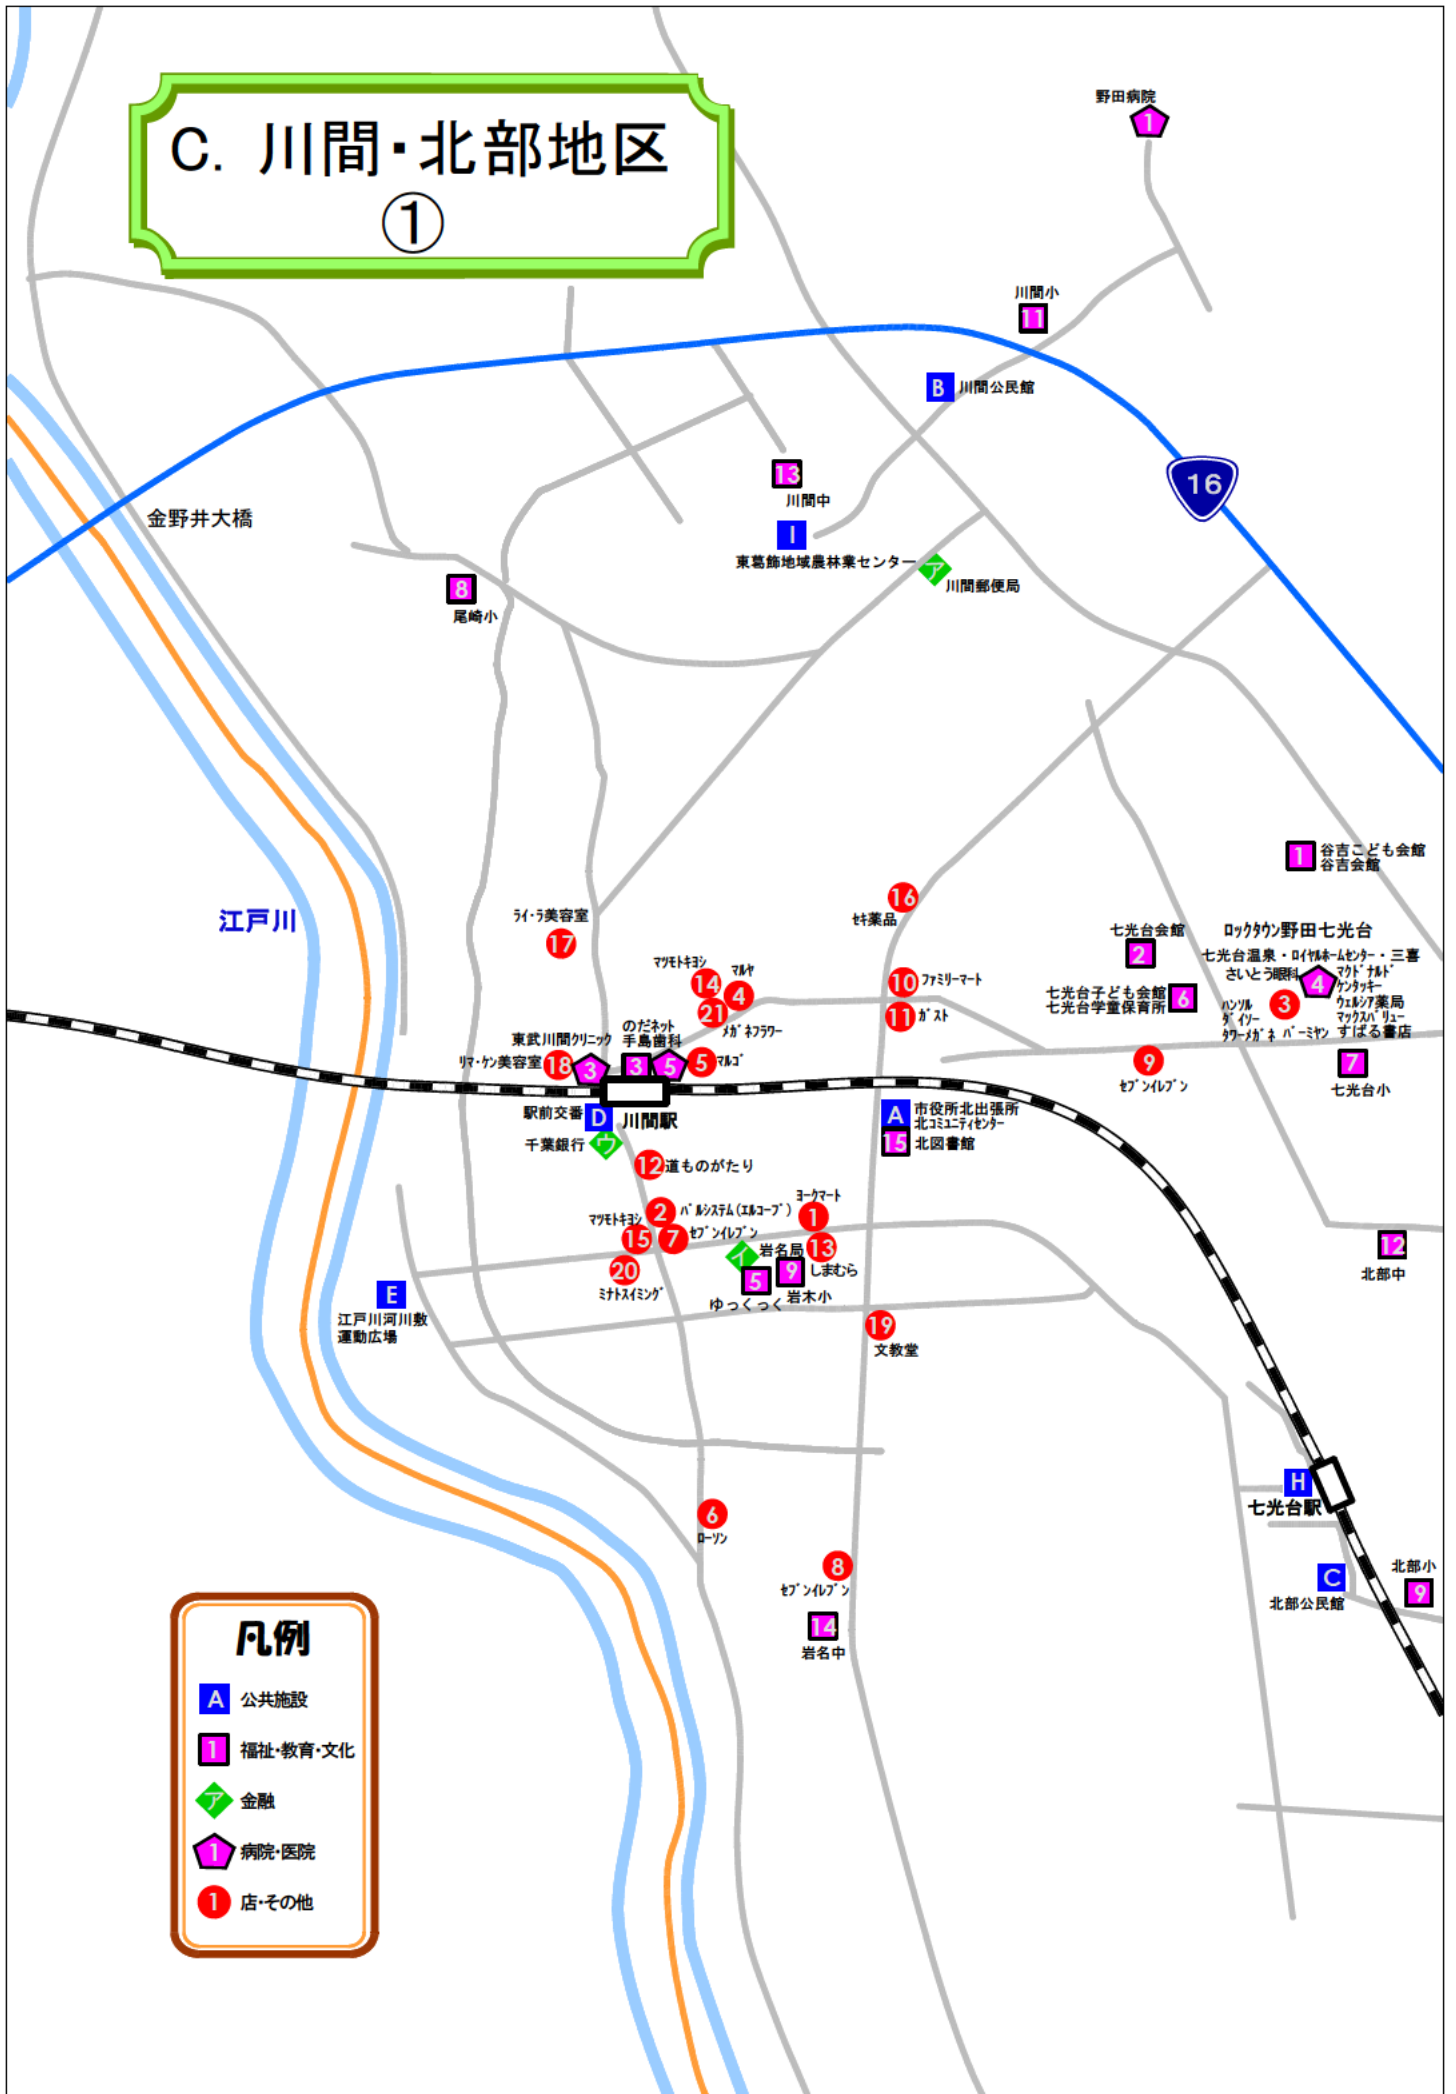 C. 川間・北部地区
①
野田病院
1
川間小
11
B 川間公民館
16
13
川間中
I
東葛飾地域農林業センター
ア
川間郵便局
金野井大橋
8
尾崎小
1 谷吉こども会館
谷吉会館
江戸川
ﾗｲ･ﾗ美容室
17
16
ｾｷ薬品
七光台会館
2
七光台子ども会館
七光台学童保育所
6
ﾛｯｸﾀｳﾝ野田七光台
七光台温泉・ﾛｲﾔﾙﾎｰﾑｾﾝﾀｰ・三喜
さいとう眼科
4
ﾏｸﾄﾞﾅﾙﾄﾞ
ｹﾝﾀｯｷｰ
ﾊﾝｿﾙ
3
ｳｪﾙｼｱ薬局
ﾀﾞｲｿｰ
ﾏｯｸｽﾊﾞﾘｭｰ
ﾀﾜｰﾒｶﾞﾈ
ﾊﾞｰﾐﾔﾝ
すばる書店
ﾏﾂﾓﾄｷﾖｼ
14
ﾏﾙﾔ
4
21
ﾒｶﾞﾈﾌﾗﾜｰ
10 ﾌｧﾐﾘｰﾏｰﾄ
11 ｶﾞｽﾄ
東武川間クリニック
のだネット
手島歯科
ﾘﾏ･ｹﾝ美容室
18
3
3
5
5
ﾏﾙｺﾞ
9
ｾﾌﾞﾝｲﾚﾌﾞﾝ
7
七光台小
駅前交番
D
川間駅
千葉銀行
ウ
A
市役所北出張所
北ｺﾐｭﾆﾃｨｾﾝﾀｰ
15 北図書館
12 道ものがたり
2 ﾊﾟﾙｼｽﾃﾑ(ｴﾙｺｰﾌﾟ)
ﾖｰｸﾏｰﾄ
1
ﾏﾂﾓﾄｷﾖｼ
15
7
ｾﾌﾞﾝｲﾚﾌﾞﾝ
イ
岩名局
13
しまむら
20
ﾐﾅﾄｽｲﾐﾝｸﾞ
5
ゆっくっく
9
岩木小
12
北部中
E
江戸川河川敷
運動広場
19
文教堂
H
七光台駅
6
ﾛｰｿﾝ
8
ｾﾌﾞﾝｲﾚﾌﾞﾝ
14
岩名中
C
北部公民館
北部小
9
凡例
A 公共施設
1 福祉・教育・文化
ア 金融
1 病院・医院
1 店・その他